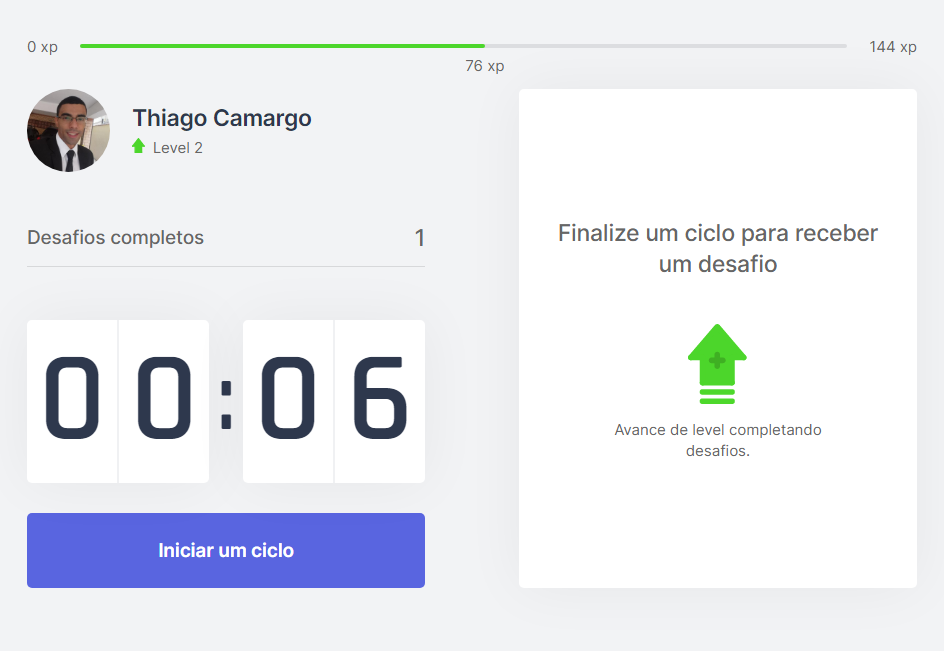 0 xp
144 xp
76 xp
Thiago Camargo
Level 2
Desafios completos
1
00:06
Iniciar um ciclo
Finalize um ciclo para receber
um desafio
Avance de level completando
desafios.